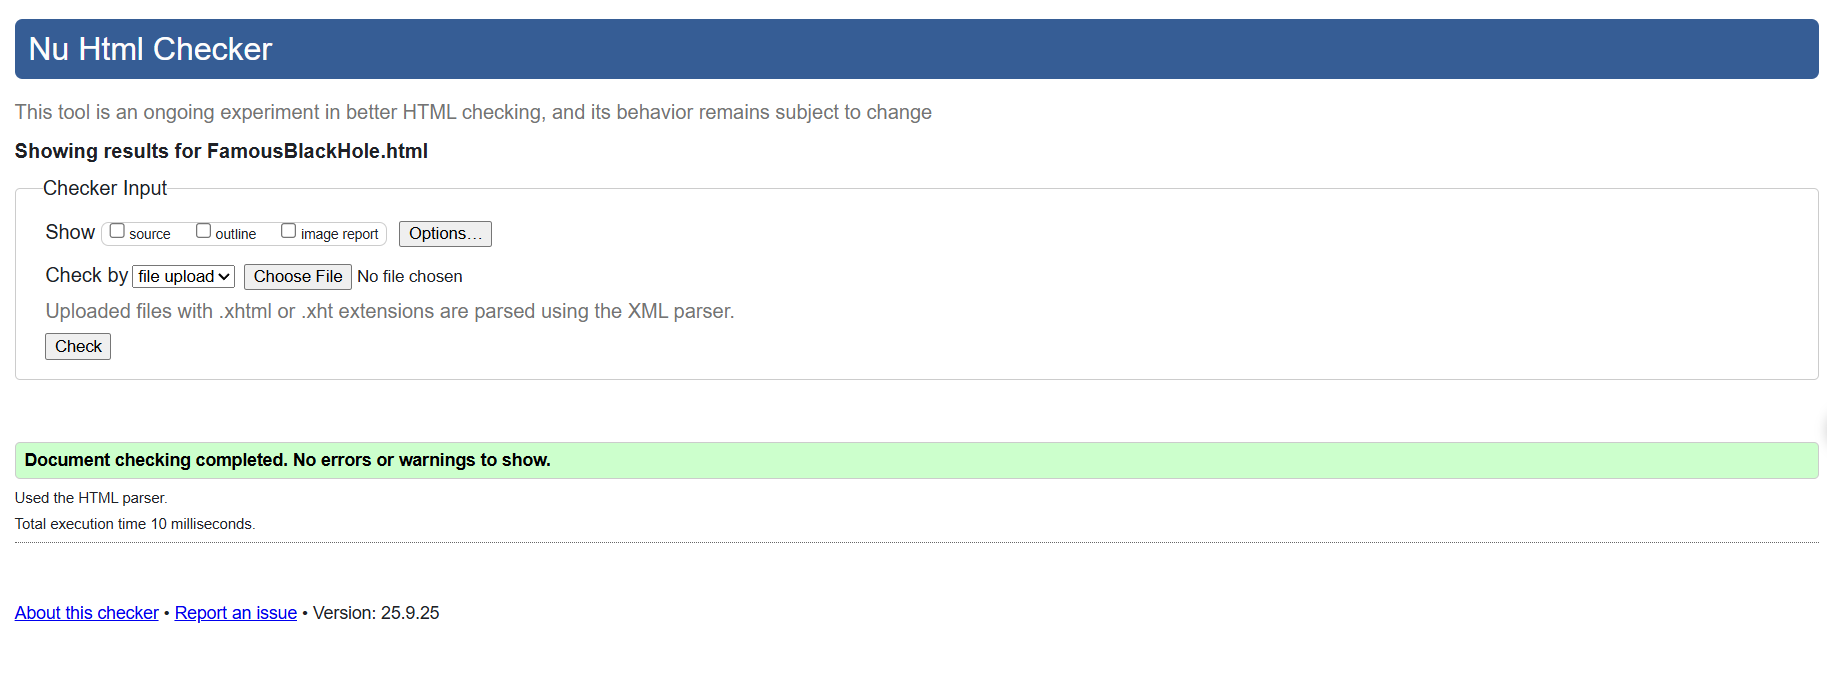 Nu Html Checker
This tool is an ongoing experiment in better HTML checking, and its behavior remains subject to change
Showing results for FamousBlackHole.html
Checker Input
Show source outline image report Options...
Check by file upload Choose File No file chosen
Uploaded files with .xhtml or .xht extensions are parsed using the XML parser.
Check
Document checking completed. No errors or warnings to show.
Used the HTML parser.
Total execution time 10 milliseconds.
About this checker • Report an issue • Version: 25.9.25